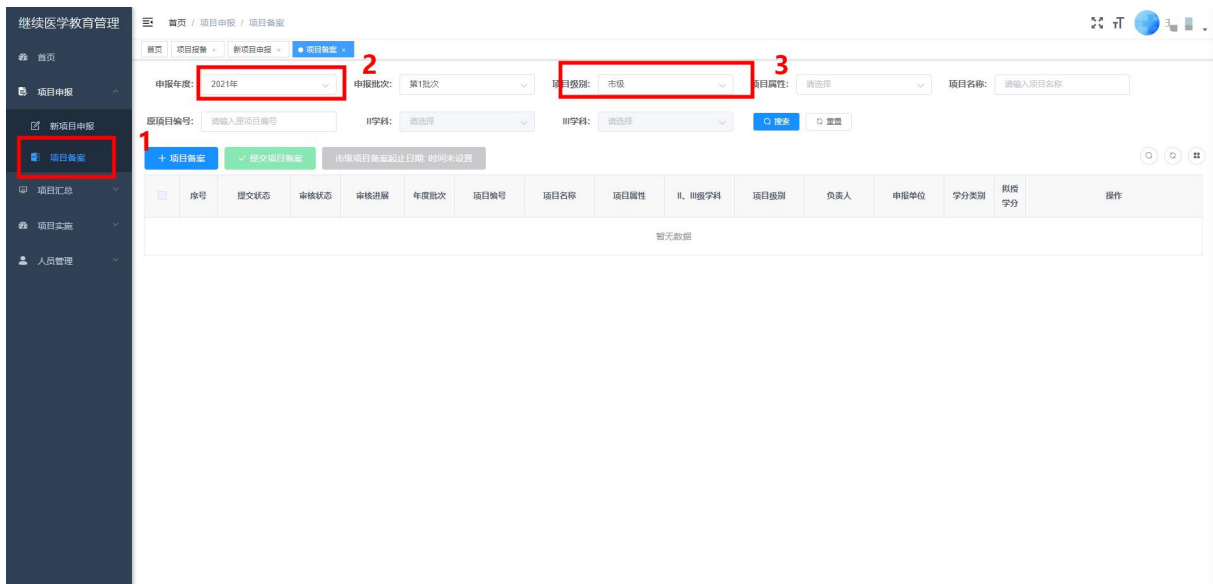 继续医学教育管理
首页 / 项目申报 / 项目备案
首页 项目报备 × 新项目申报 × 项目备案 ×
首页
项目申报
新项目申报
项目备案
项目汇总
项目实施
人员管理
1
2
3
申报年度: 2021年 申报批次: 第1批次 项目级别: 市级 项目属性: 请选择 项目名称: 请输入项目名称
原项目编号: 请输入原项目编号 II学科: 请选择 III学科: 请选择 搜索 重置
+ 项目备案 ✓ 提交项目备案 市级项目备案起止日期: 时间未设置
序号 提交状态 审核状态 审核进展 年度批次 项目编号 项目名称 项目属性 II、III级学科 项目级别 负责人 申报单位 学分类别 拟授学分 操作
暂无数据